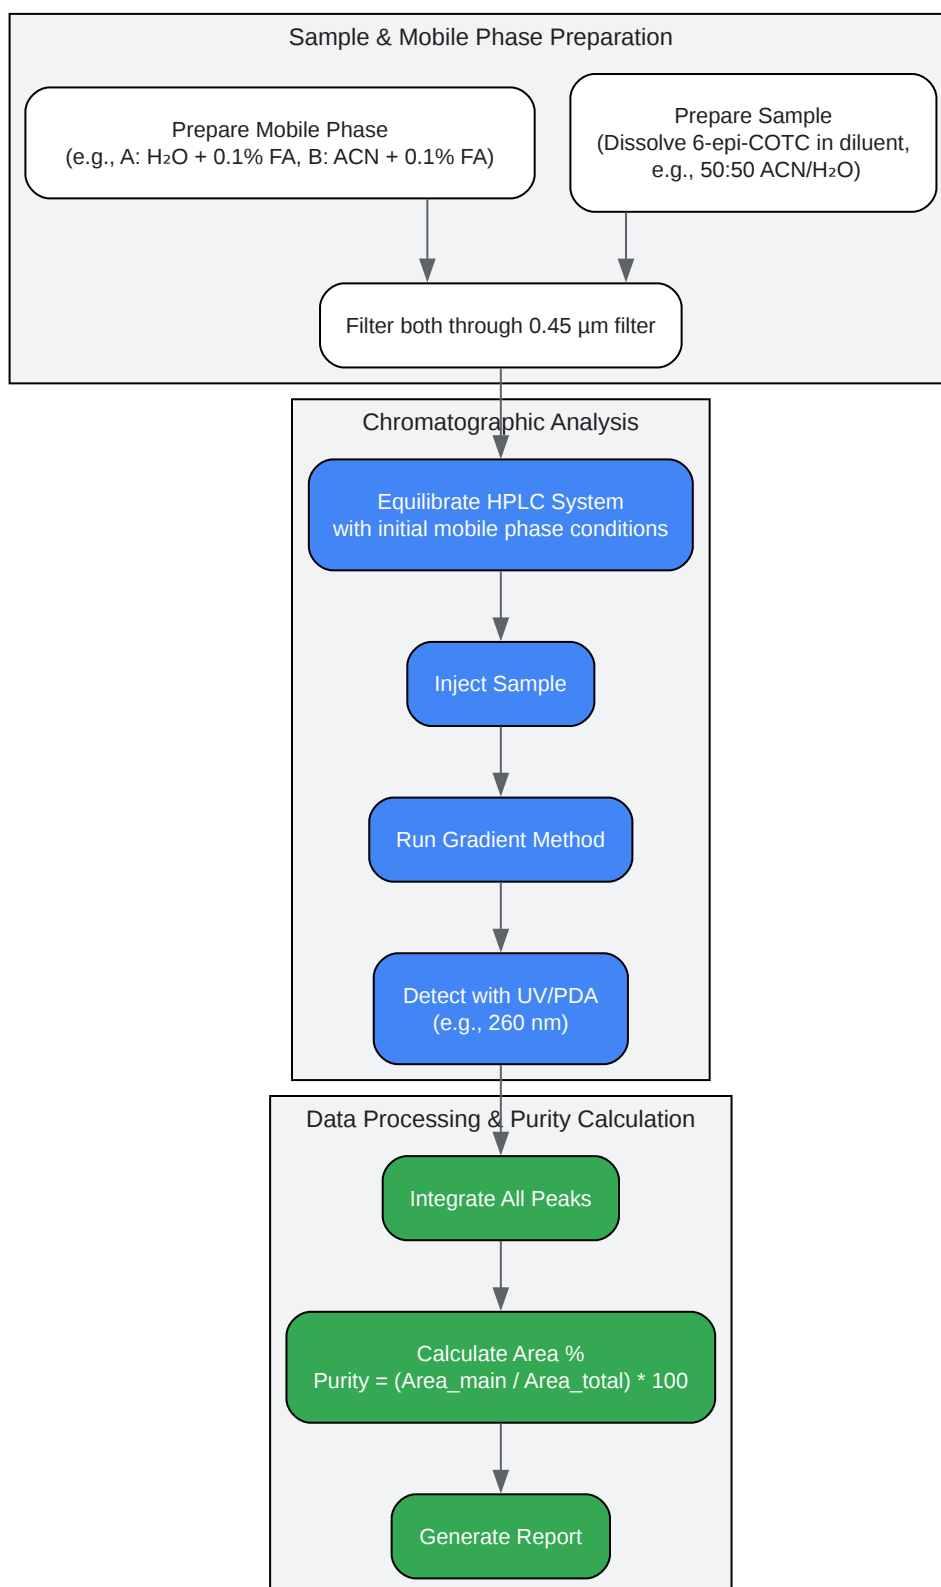 Sample & Mobile Phase Preparation
Prepare Mobile Phase
(e.g., A: H₂O + 0.1% FA, B: ACN + 0.1% FA)
Prepare Sample
(Dissolve 6-epi-COTC in diluent,
e.g., 50:50 ACN/H₂O)
Filter both through 0.45 µm filter
Chromatographic Analysis
Equilibrate HPLC System
with initial mobile phase conditions
Inject Sample
Run Gradient Method
Detect with UV/PDA
(e.g., 260 nm)
Data Processing & Purity Calculation
Integrate All Peaks
Calculate Area %
Purity = (Area_main / Area_total) * 100
Generate Report